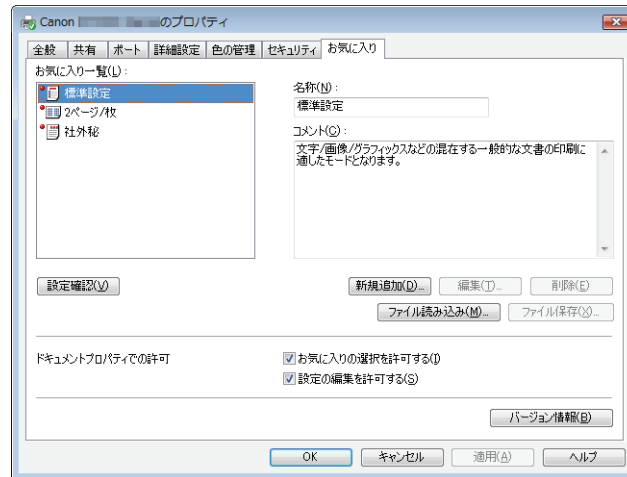 Canon のプロパティ
全般 共有 ポート 詳細設定 色の管理 セキュリティ お気に入り
お気に入り一覧(L):
標準設定
2ページ/枚
社外秘
名称(N):
標準設定
コメント(C):
文字/画像/グラフィックスなどの混在する一般的な文書の印刷に
適したモードとなります。
設定確認(V)
新規追加(D)... 編集(T)... 削除(E)
ファイル読み込み(M)... ファイル保存(X)...
ドキュメントプロパティでの許可
お気に入りの選択を許可する(I)
設定の編集を許可する(S)
バージョン情報(B)
OK キャンセル 適用(A) ヘルプ